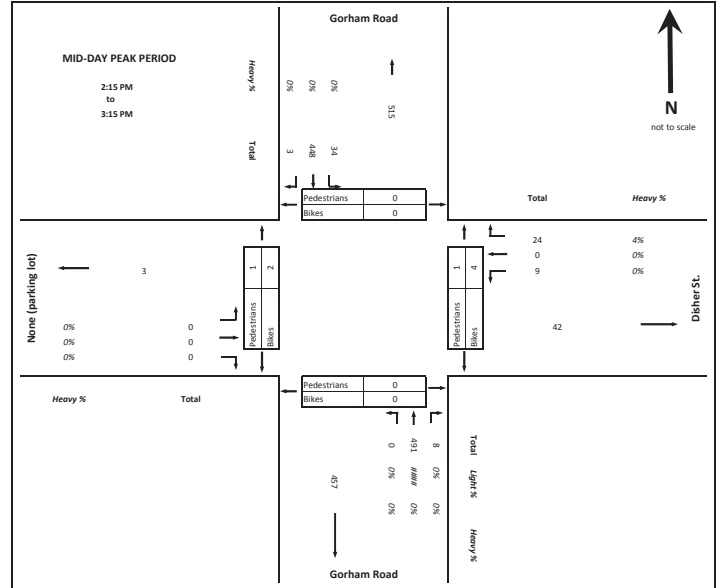 Gorham Road
MID-DAY PEAK PERIOD
2:15 PM
to
3:15 PM
Heavy %
0%
0%
0%
515
N
not to scale
Total
3
448
34
Pedestrians 0
Bikes 0
Total Heavy %
24 4%
0 0%
9 0%
42
Disher St.
None (parking lot)
3
0% 0
0% 0
0% 0
Pedestrians 1
Bikes 2
Pedestrians 1
Bikes 4
Heavy % Total
Pedestrians 0
Bikes 0
0 491 8 Total
0% #### 0% Light %
0% 0% 0% Heavy %
457
Gorham Road